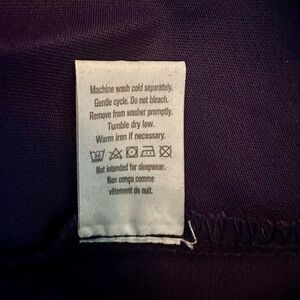 Machine wash cold separately.
Gentle cycle. Do not bleach.
Remove from washer promptly.
Tumble dry low.
Warm iron if necessary.
30
Not intended for sleepwear.
Non conçu comme
vêtement de nuit.